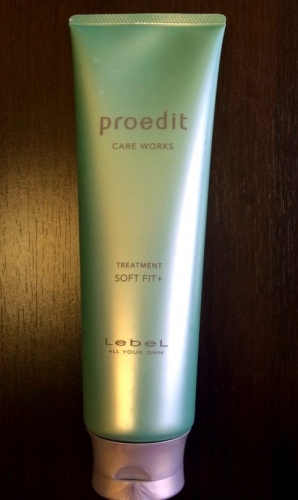 proedit
CARE WORKS
TREATMENT
SOFT FIT+
LebeL
ALL YOUR OWN